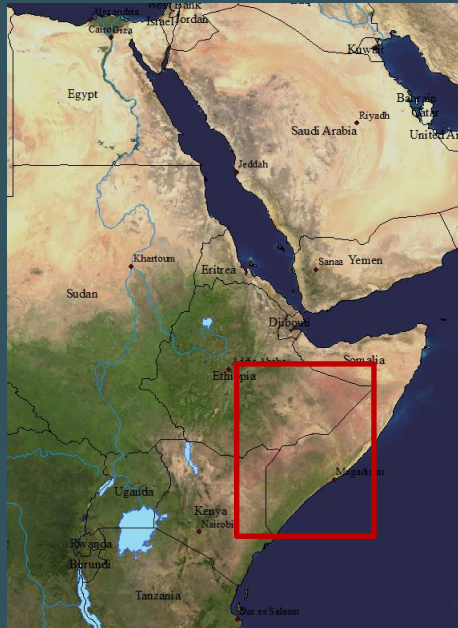 West Bank
Alexandria
Israel
Jordan
Cairo
Giza
Kuwait
Egypt
Bahrain
Qatar
Riyadh
Saudi Arabia
United Ar
Jeddah
Khartoum
Eritrea
Sanaa
Yemen
Sudan
Djibouti
Somalia
Ethiopia
Mogadishu
Uganda
Kenya
Nairobi
Rwanda
Burundi
Tanzania
Dar es Salaam